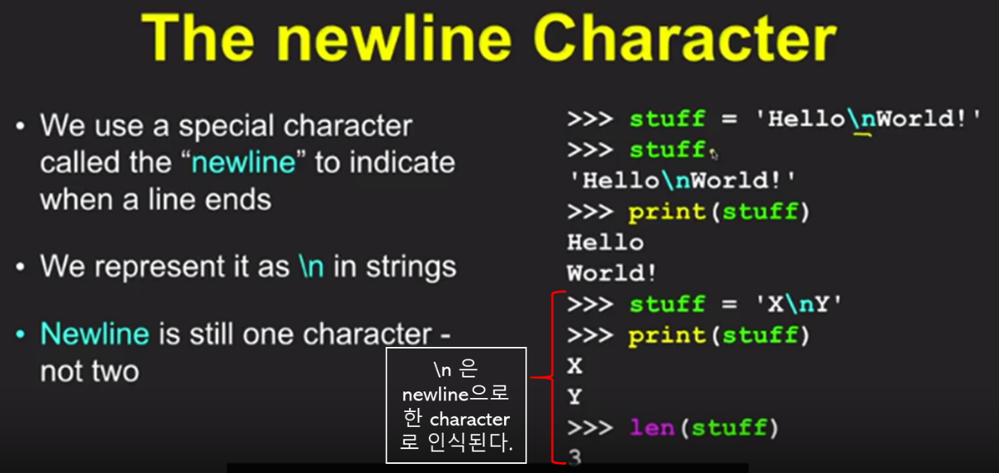 The newline Character
• We use a special character
called the “newline” to indicate
when a line ends
• We represent it as \n in strings
• Newline is still one character -
not two
\n 은
newline으로
한 character
로 인식된다.
>>> stuff = 'Hello\nWorld!'
>>> stuff
'Hello\nWorld!'
>>> print(stuff)
Hello
World!
>>> stuff = 'X\nY'
>>> print(stuff)
X
Y
>>> len(stuff)
3